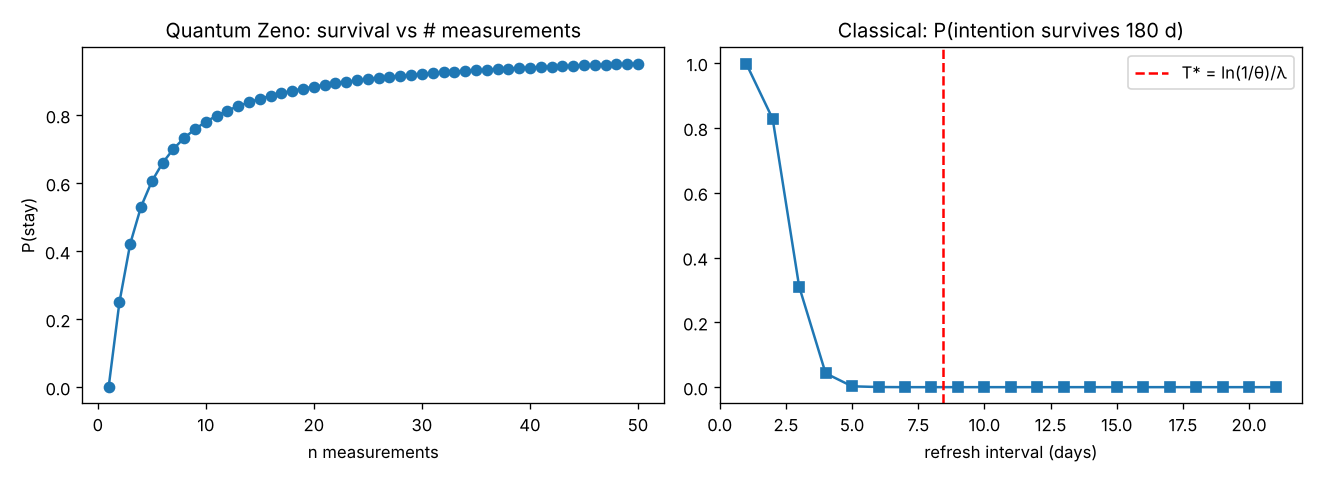 Quantum Zeno: survival vs # measurements
P(stay)
0.8
0.6
0.4
0.2
0.0
0 10 20 30 40 50
n measurements
Classical: P(intention survives 180 d)
T* = ln(1/θ)/λ
1.0
0.8
0.6
0.4
0.2
0.0
0.0 2.5 5.0 7.5 10.0 12.5 15.0 17.5 20.0
refresh interval (days)